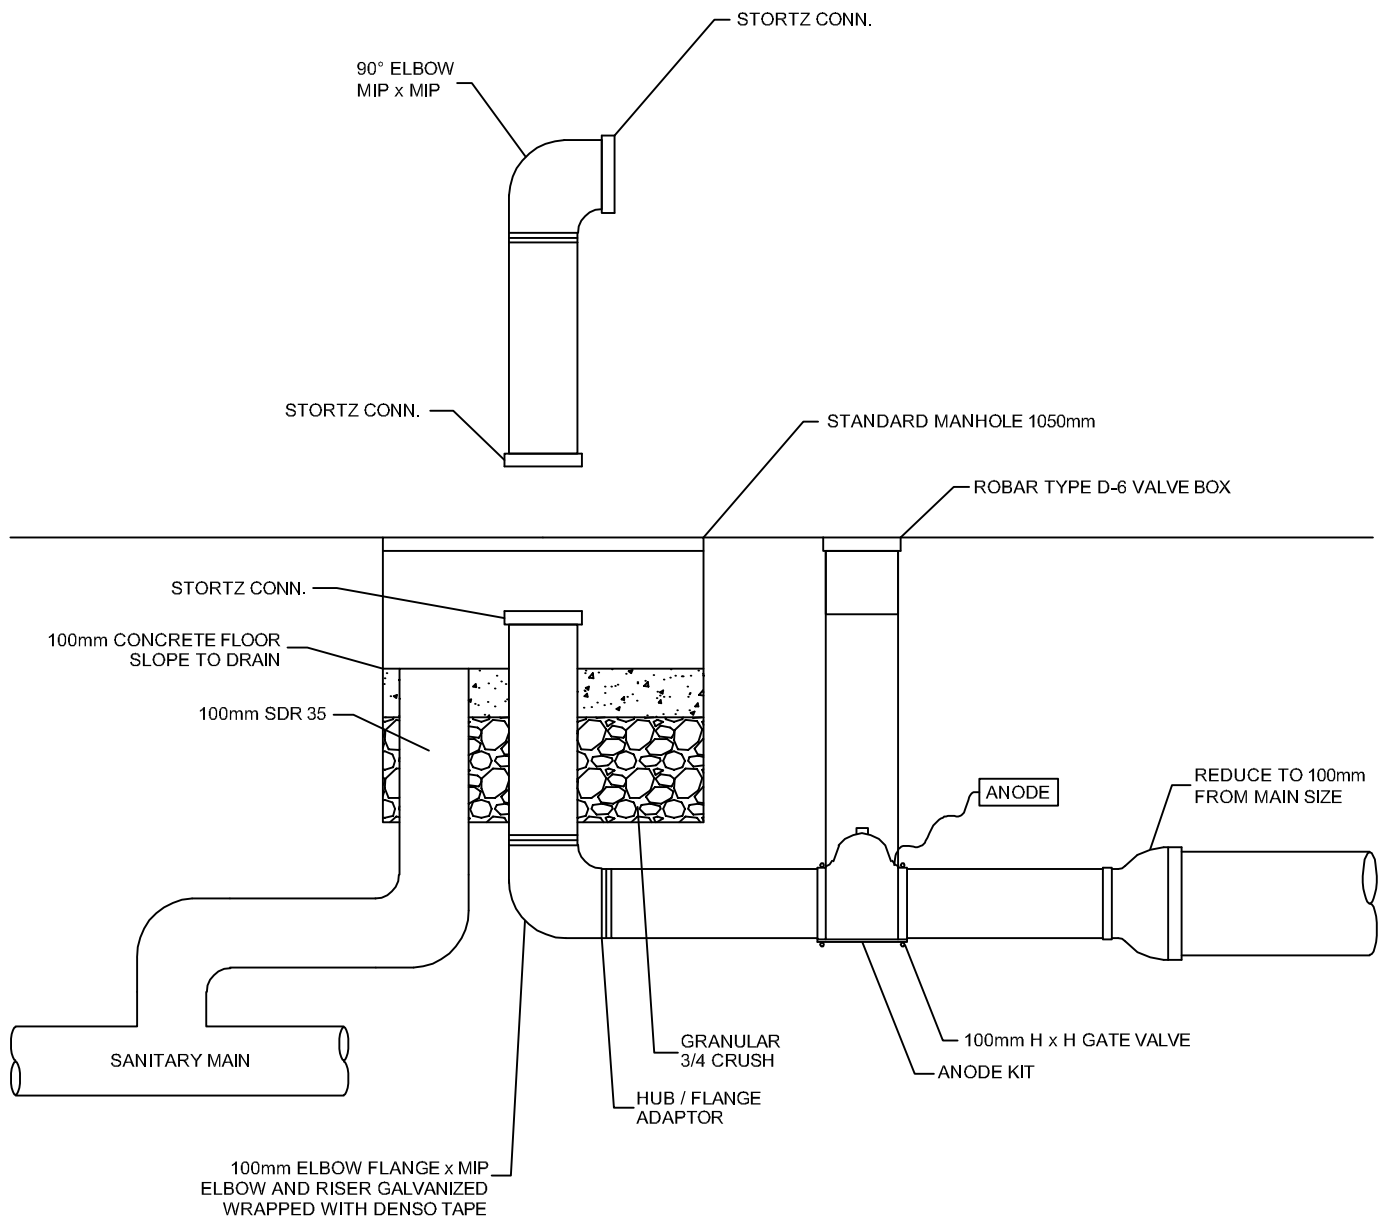 STORTZ CONN.
90° ELBOW
MIP x MIP
STORTZ CONN.
STANDARD MANHOLE 1050mm
ROBAR TYPE D-6 VALVE BOX
STORTZ CONN.
100mm CONCRETE FLOOR
SLOPE TO DRAIN
100mm SDR 35
ANODE
REDUCE TO 100mm
FROM MAIN SIZE
SANITARY MAIN
GRANULAR
3/4 CRUSH
100mm H x H GATE VALVE
ANODE KIT
HUB / FLANGE
ADAPTOR
100mm ELBOW FLANGE x MIP
ELBOW AND RISER GALVANIZED
WRAPPED WITH DENSO TAPE